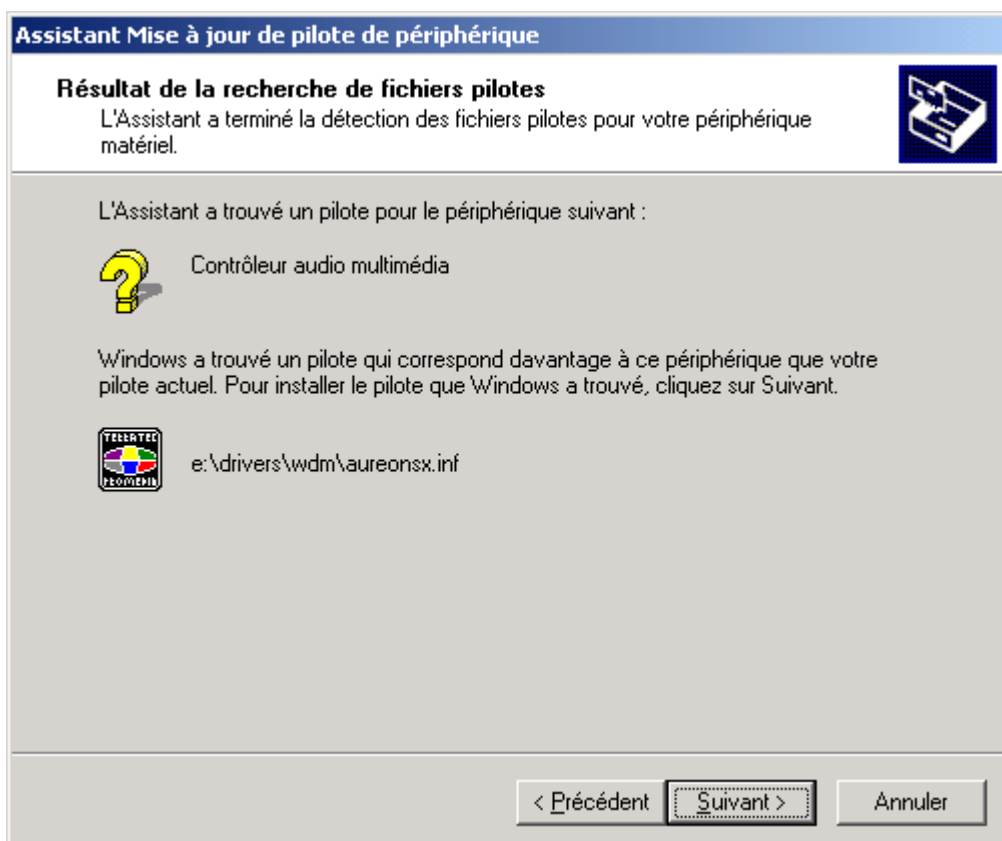 Assistant Mise à jour de pilote de périphérique
Résultat de la recherche de fichiers pilotes
L'Assistant a terminé la détection des fichiers pilotes pour votre périphérique
matériel.
L'Assistant a trouvé un pilote pour le périphérique suivant :
Contrôleur audio multimédia
Windows a trouvé un pilote qui correspond davantage à ce périphérique que votre
pilote actuel. Pour installer le pilote que Windows a trouvé, cliquez sur Suivant.
TERRATEC
PROMEDIA
e:\drivers\wdm\aureonsx.inf
< Précédent
Suivant >
Annuler